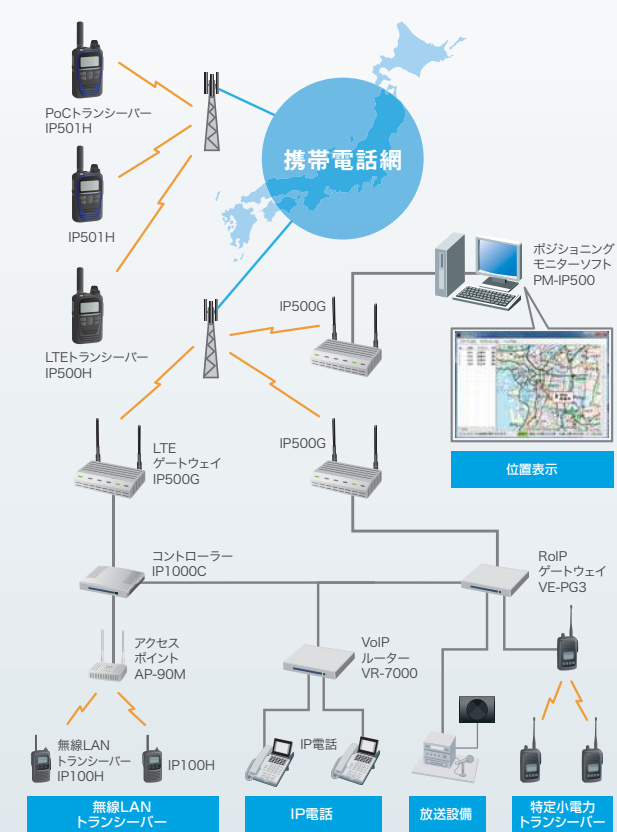 PoCトランシーバー
IP501H
携帯電話網
IP501H
ポジショニング
モニターソフト
PM-IP500
IP500G
LTEトランシーバー
IP500H
LTE
ゲートウェイ
IP500G
IP500G
位置表示
コントローラー
IP1000C
RoIP
ゲートウェイ
VE-PG3
アクセス
ポイント
AP-90M
VoIP
ルーター
VR-7000
無線LAN
トランシーバー
IP100H
IP100H
IP電話
無線LAN
トランシーバー
IP電話
放送設備
特定小電力
トランシーバー